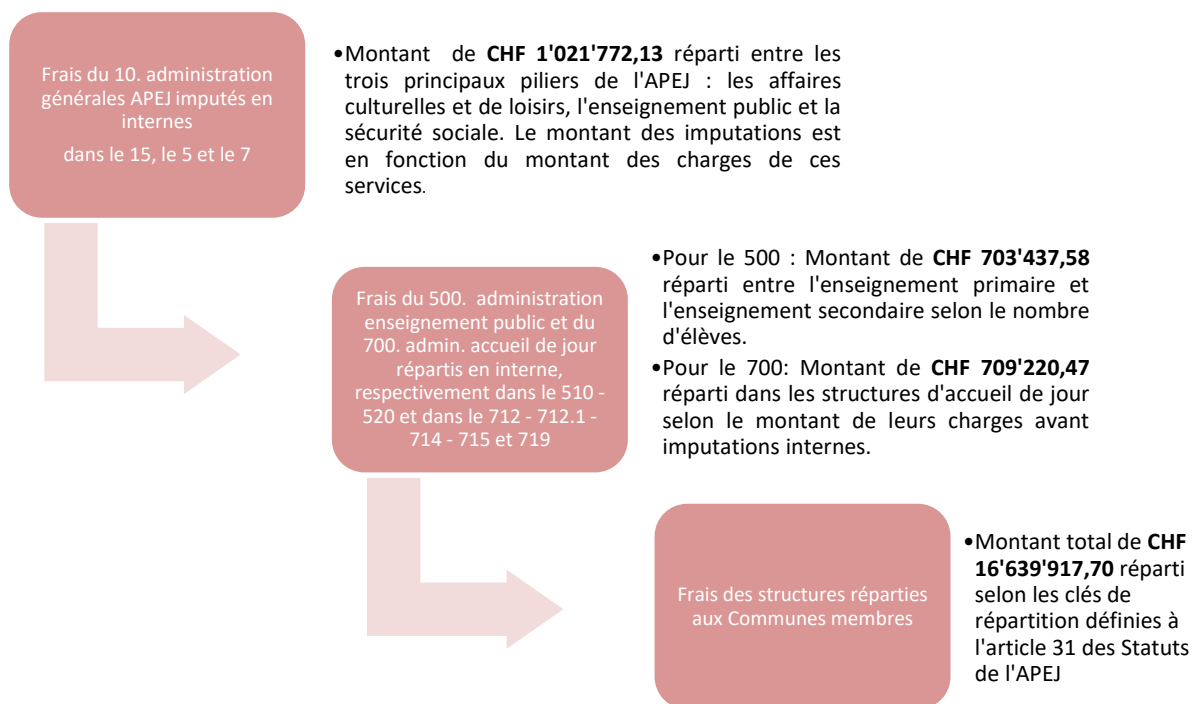 Frais du 10. administration
générales APEJ imputés en
internes
dans le 15, le 5 et le 7
•Montant de CHF 1'021'772,13 réparti entre les
trois principaux piliers de l'APEJ : les affaires
culturelles et de loisirs, l'enseignement public et la
sécurité sociale. Le montant des imputations est
en fonction du montant des charges de ces
services.
Frais du 500. administration
enseignement public et du
700. admin. accueil de jour
répartis en interne,
respectivement dans le 510 -
520 et dans le 712 - 712.1 -
714 - 715 et 719
•Pour le 500 : Montant de CHF 703'437,58
réparti entre l'enseignement primaire et
l'enseignement secondaire selon le nombre
d'élèves.
•Pour le 700: Montant de CHF 709'220,47
réparti dans les structures d'accueil de jour
selon le montant de leurs charges avant
imputations internes.
Frais des structures réparties
aux Communes membres
•Montant total de CHF
16'639'917,70 réparti
selon les clés de
répartition définies à
l'article 31 des Statuts
de l'APEJ